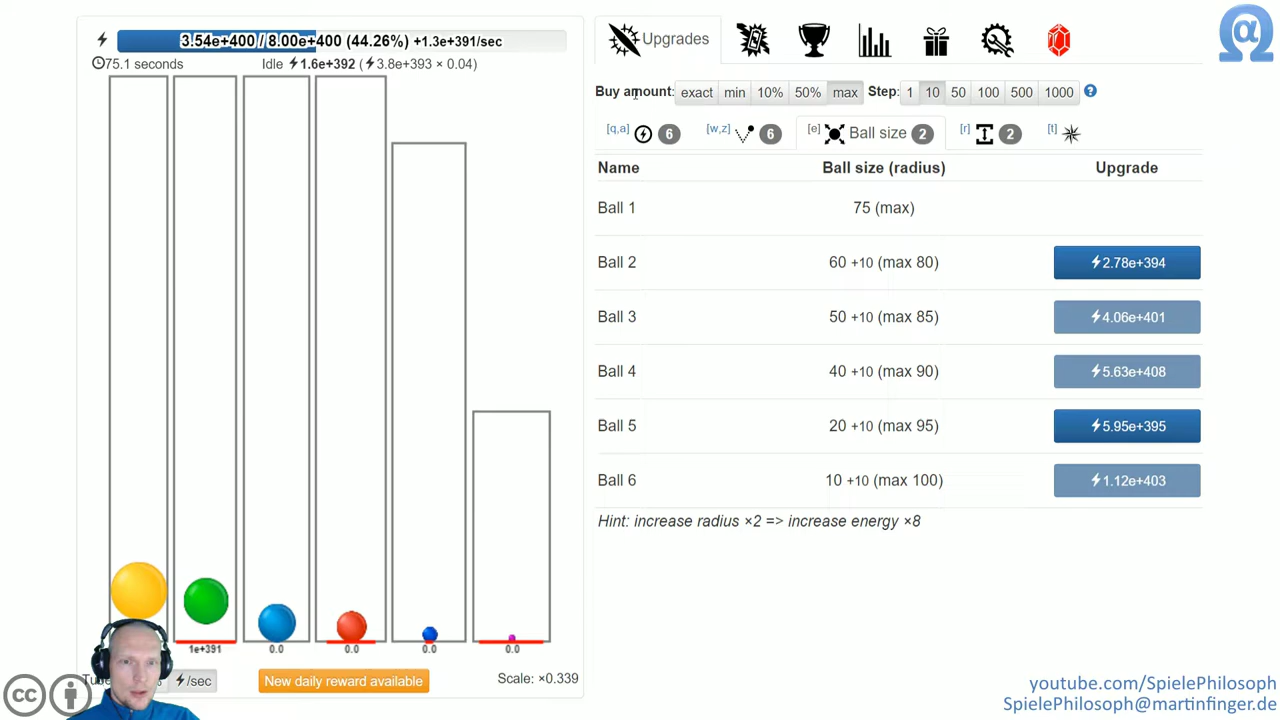 3.54e+400 / 8.00e+400 (44.26%) +1.3e+391/sec
75.1 seconds
Idle 1.6e+392 ( 3.8e+393 × 0.04)
1e+391
0.0
0.0
0.0
0.0
/sec
New daily reward available
Scale: ×0.339
Upgrades
α
Buy amount: exact min 10% 50% max Step: 1 10 50 100 500 1000 ?
[q,a] 6 [w,z] 6 [e] Ball size 2 [r] 2 [t]
Name Ball size (radius) Upgrade
Ball 1 75 (max)
Ball 2 60 +10 (max 80) 2.78e+394
Ball 3 50 +10 (max 85) 4.06e+401
Ball 4 40 +10 (max 90) 5.63e+408
Ball 5 20 +10 (max 95) 5.95e+395
Ball 6 10 +10 (max 100) 1.12e+403
Hint: increase radius ×2 => increase energy ×8
cc
youtube.com/SpielePhilosoph
SpielePhilosoph@martinfinger.de